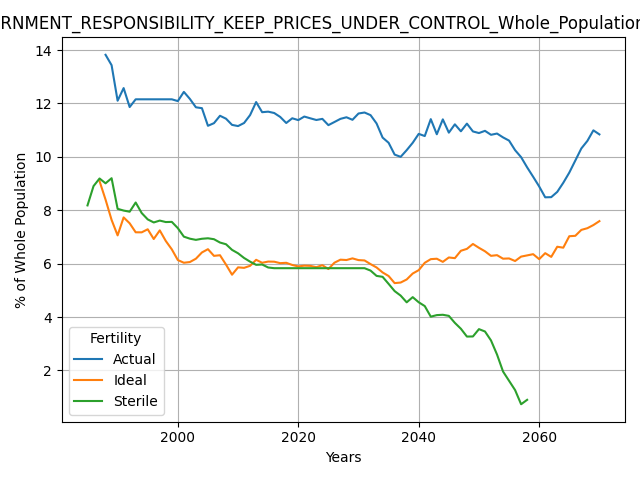 RNMENT_RESPONSIBILITY_KEEP_PRICES_UNDER_CONTROL_Whole_Population
14
12
10
8
6
4
2
% of Whole Population
Fertility
Actual
Ideal
Sterile
2000 2020 2040 2060
Years